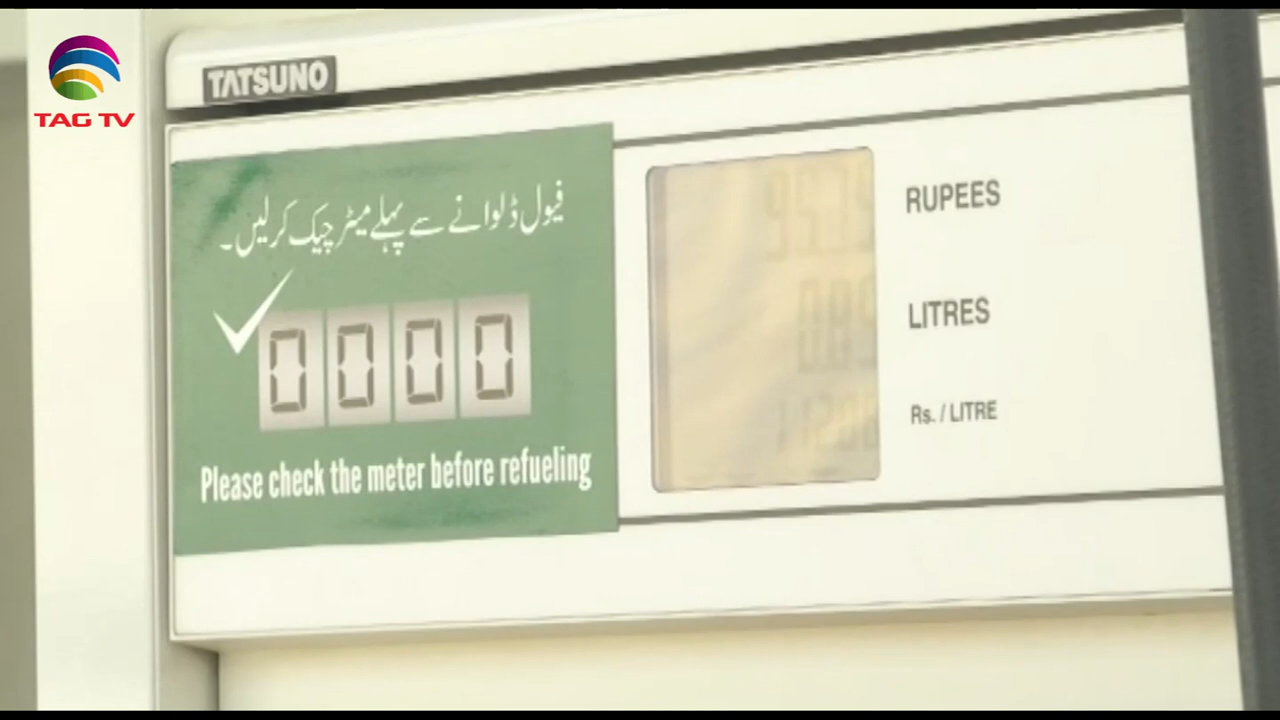 TAG TV
TATSUNO
فیول ڈلوانے سے پہلے میٹر چیک کرلیں۔
0000
Please check the meter before refueling
RUPEES
LITRES
Rs. / LITRE